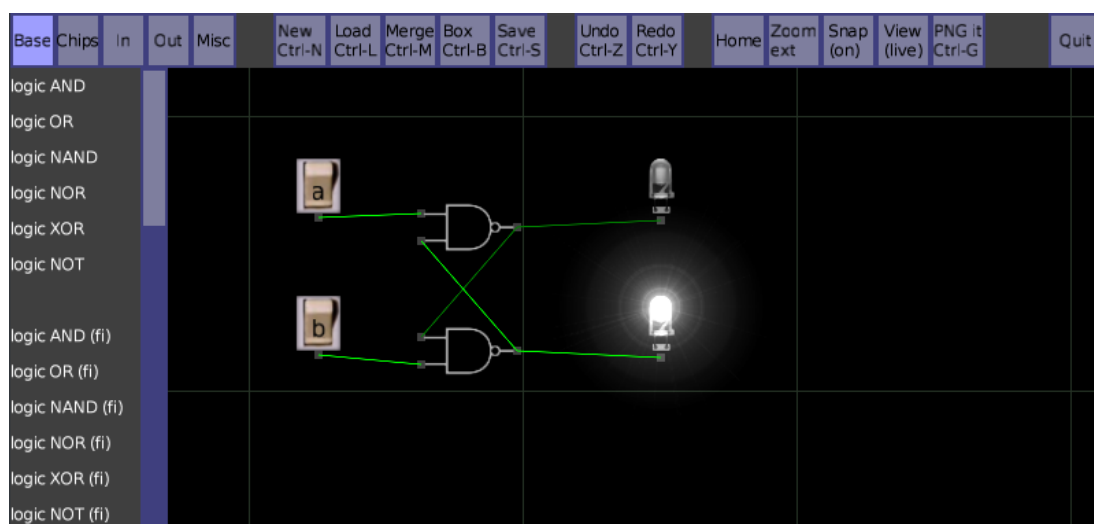 Base Chips In Out Misc New Load Merge Box Save Undo Redo Home Zoom Snap View PNG it Quit
Ctrl-N Ctrl-L Ctrl-M Ctrl-B Ctrl-S Ctrl-Z Ctrl-Y ext (on) (live) Ctrl-G
logic AND
logic OR
logic NAND
logic NOR
logic XOR
logic NOT
logic AND (fi)
logic OR (fi)
logic NAND (fi)
logic NOR (fi)
logic XOR (fi)
logic NOT (fi)
a
b